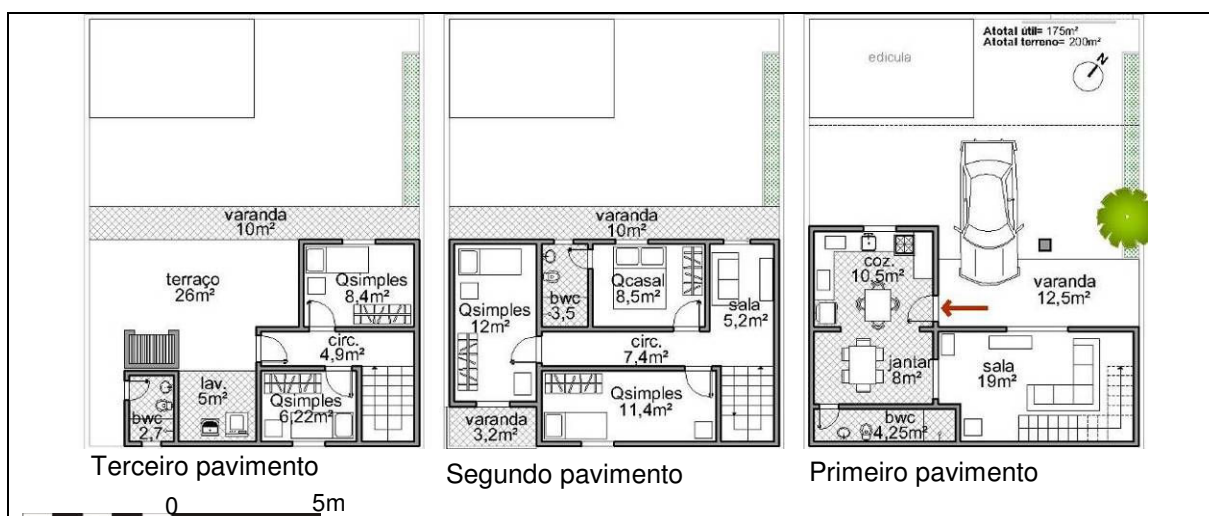 varanda
10m²
terraço
26m²
Qsimples
8,4m²
circ.
4,9m²
lav.
5m²
Qsimples
6,22m²
bwc
2,7
Terceiro pavimento
0 5m
varanda
10m²
Qsimples
12m²
bwc
3,5
Qcasal
8,5m²
sala
5,2m²
circ.
7,4m²
Qsimples
11,4m²
varanda
3,2m²
Segundo pavimento
Atotal útil= 175m²
Atotal terreno= 200m²
N
edicula
coz.
10,5m²
varanda
12,5m²
jantar
8m²
sala
19m²
bwc
4,25m²
Primeiro pavimento